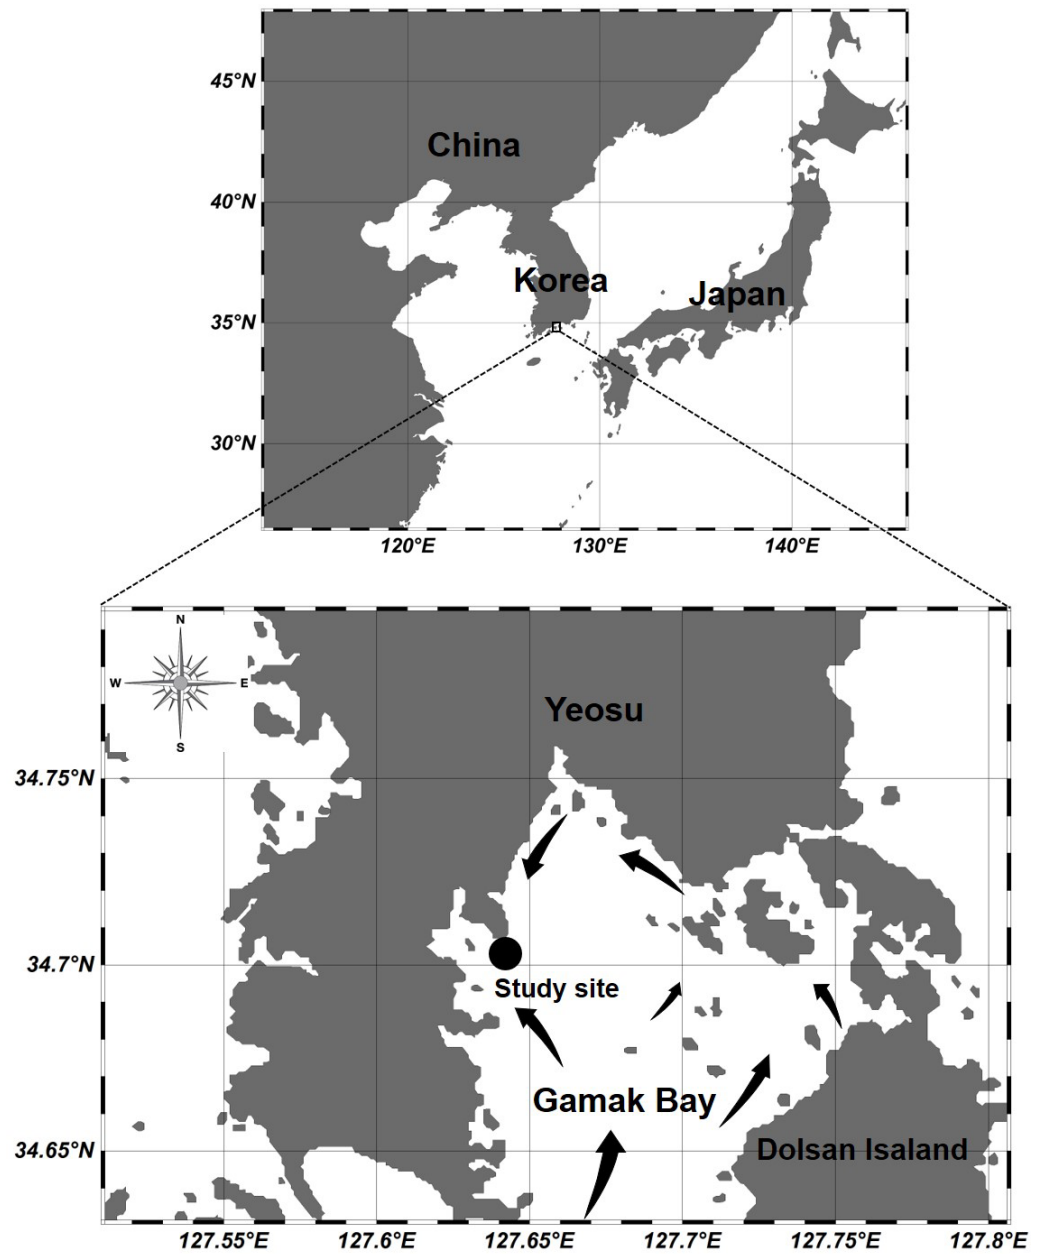 45°N
China
40°N
Korea
Japan
35°N
30°N
120°E
130°E
140°E
N
W
E
S
Yeosu
34.75°N
34.7°N
Study site
Gamak Bay
34.65°N
Dolsan Isaland
127.55°E
127.6°E
127.65°E
127.7°E
127.75°E
127.8°E